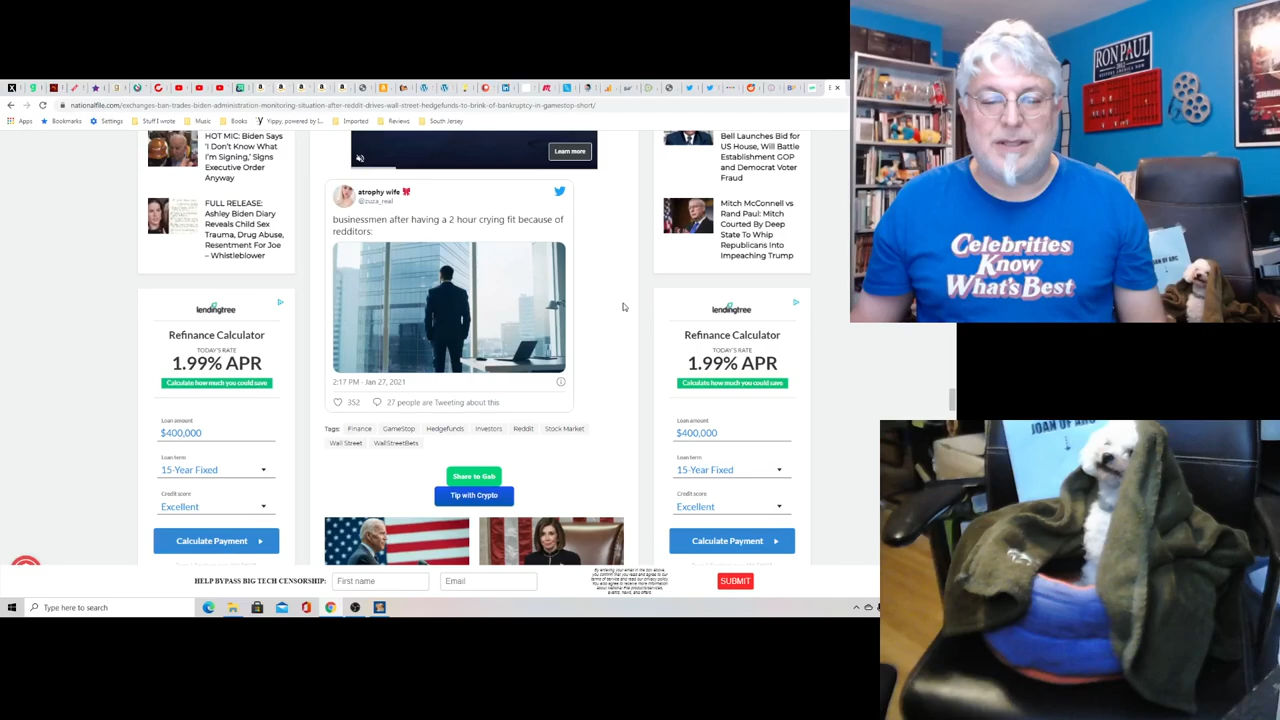 nationalfile.com/exchanges-ban-trades-biden-administration-monitoring-situation-after-reddit-drives-wall-street-hedgefunds-to-brink-of-bankruptcy-in-gamestop-short/
Apps
Bookmarks
Settings
Stuff I wrote
Music
Books
Yippy, powered by I...
Imported
Reviews
South Jersey
HOT MIC: Biden Says
'I Don't Know What
I'm Signing,' Signs
Executive Order
Anyway
FULL RELEASE:
Ashley Biden Diary
Reveals Child Sex
Trauma, Drug Abuse,
Resentment For Joe
– Whistleblower
lendingtree
Refinance Calculator
TODAY'S RATE
1.99% APR
Calculate how much you could save
Loan amount
$400,000
Loan term
15-Year Fixed
Credit score
Excellent
Calculate Payment
Learn more
atrophy wife
@zuza_real
businessmen after having a 2 hour crying fit because of
redditors:
2:17 PM · Jan 27, 2021
352
27 people are Tweeting about this
Tags:
Finance
GameStop
Hedgefunds
Investors
Reddit
Stock Market
Wall Street
WallStreetBets
Share to Gab
Tip with Crypto
Bell Launches Bid for
US House, Will Battle
Establishment GOP
and Democrat Voter
Fraud
Mitch McConnell vs
Rand Paul: Mitch
Courted By Deep
State To Whip
Republicans Into
Impeaching Trump
lendingtree
Refinance Calculator
TODAY'S RATE
1.99% APR
Calculate how much you could save
Loan amount
$400,000
Loan term
15-Year Fixed
Credit score
Excellent
Calculate Payment
HELP BYPASS BIG TECH CENSORSHIP:
First name
Email
SUBMIT
Type here to search
RON PAUL
Celebrities
Know
What's Best
JOAN OF ARC
JOAN OF ARC